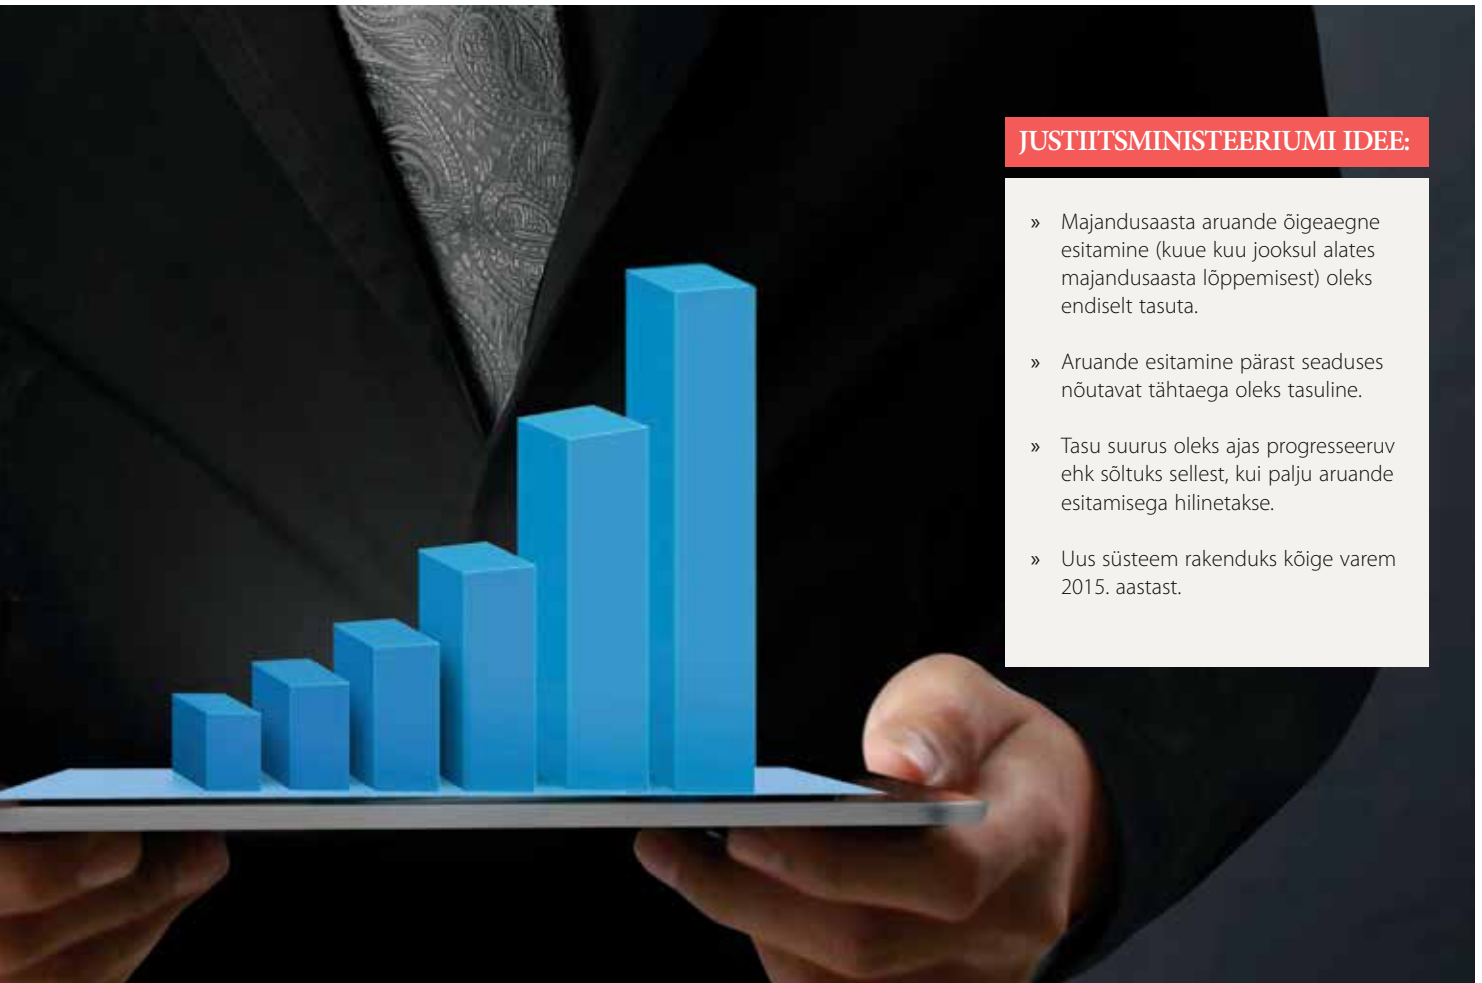 JUSTIITSMINISTEERIUMI IDEE:
» Majandusaasta aruande õigeaegne
esitamine (kuue kuu jooksul alates
majandusaasta lõppemisest) oleks
endiselt tasuta.
» Aruande esitamine pärast seaduses
nõutavat tähtaega oleks tasuline.
» Tasu suurus oleks ajas progresseeruv
ehk sõltuks sellest, kui palju aruande
esitamisega hilinetakse.
» Uus süsteem rakenduks kõige varem
2015. aastast.